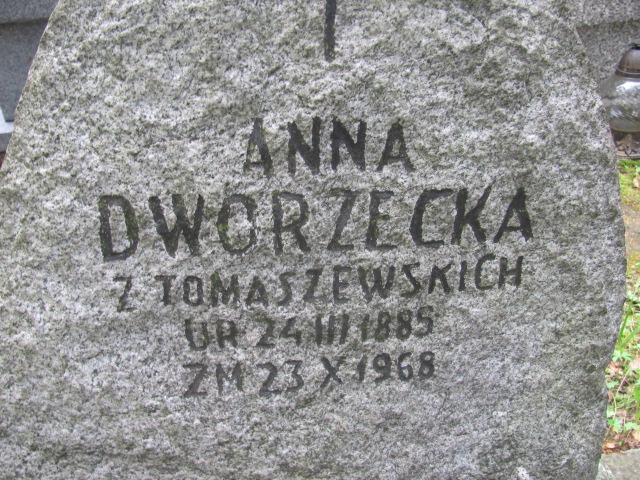 ANNA
DWORZECKA
Z TOMASZEWSKICH
UR 24 III 1885
ZM 23 X 1968